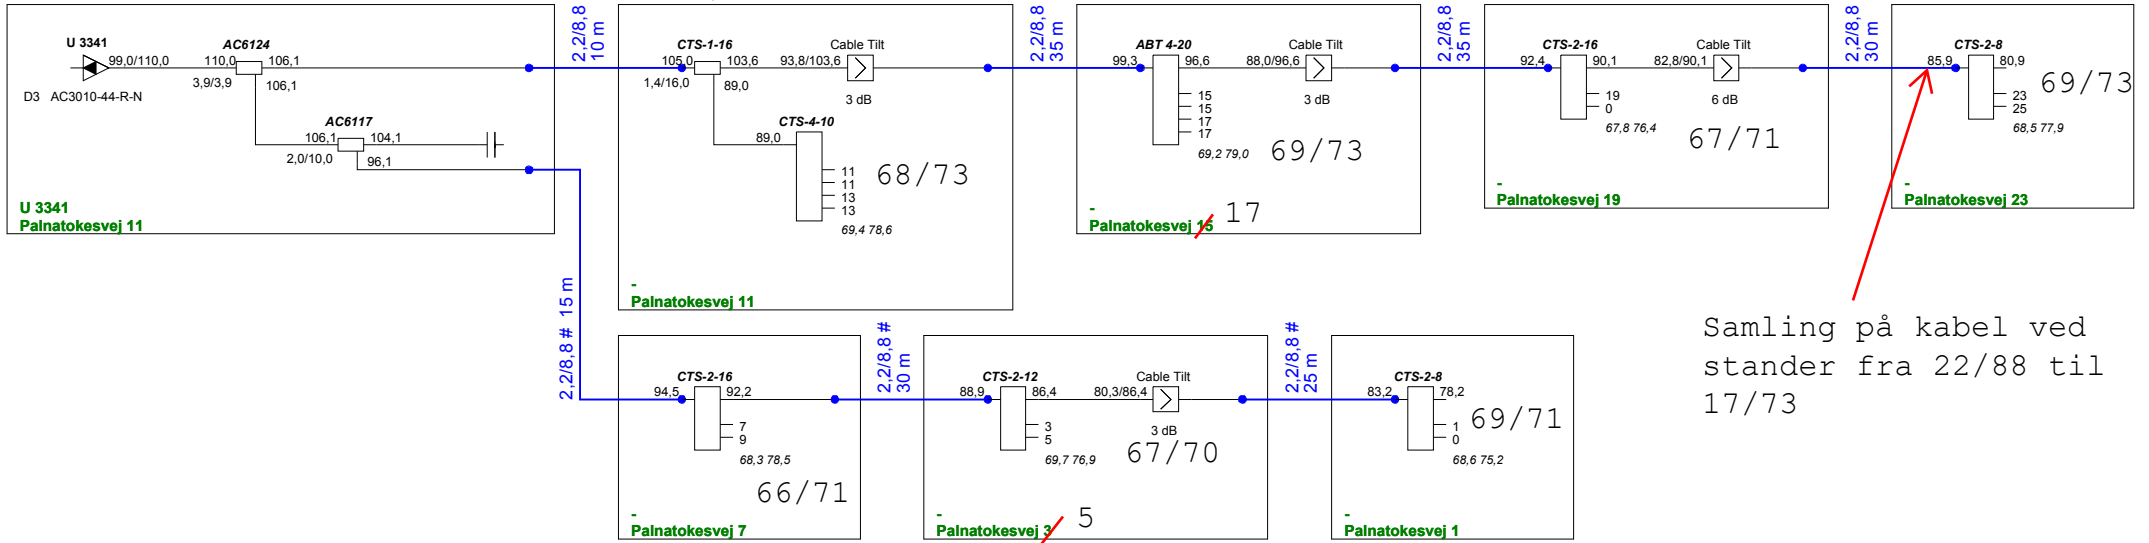 U 3341
99,0/110,0
D3 AC3010-44-R-N
AC6124
110,0
106,1
3,9/3,9
106,1
AC6117
106,1
104,1
2,0/10,0
96,1
U 3341
Palnatokesvej 11
2,2/8,8
10 m
CTS-1-16
105,0
103,6
1,4/16,0
89,0
93,8/103,6
Cable Tilt
3 dB
CTS-4-10
89,0
11
11
13
13
69,4 78,6
68/73
-
Palnatokesvej 11
2,2/8,8
35 m
ABT 4-20
99,3
96,6
88,0/96,6
Cable Tilt
3 dB
15
15
17
17
69,2 79,0
69/73
-
Palnatokesvej 15
17
2,2/8,8
35 m
CTS-2-16
92,4
90,1
82,8/90,1
Cable Tilt
6 dB
19
0
67,8 76,4
67/71
-
Palnatokesvej 19
2,2/8,8
30 m
CTS-2-8
85,9
80,9
69/73
23
25
68,5 77,9
-
Palnatokesvej 23
Samling på kabel ved
stander fra 22/88 til
17/73
2,2/8,8 # 15 m
CTS-2-16
94,5
92,2
7
9
68,3 78,5
66/71
-
Palnatokesvej 7
2,2/8,8 #
30 m
CTS-2-12
88,9
86,4
80,3/86,4
Cable Tilt
3 dB
3
5
69,7 76,9
67/70
-
Palnatokesvej 3
5
2,2/8,8 #
25 m
CTS-2-8
83,2
78,2
69/71
1
0
68,6 75,2
-
Palnatokesvej 1